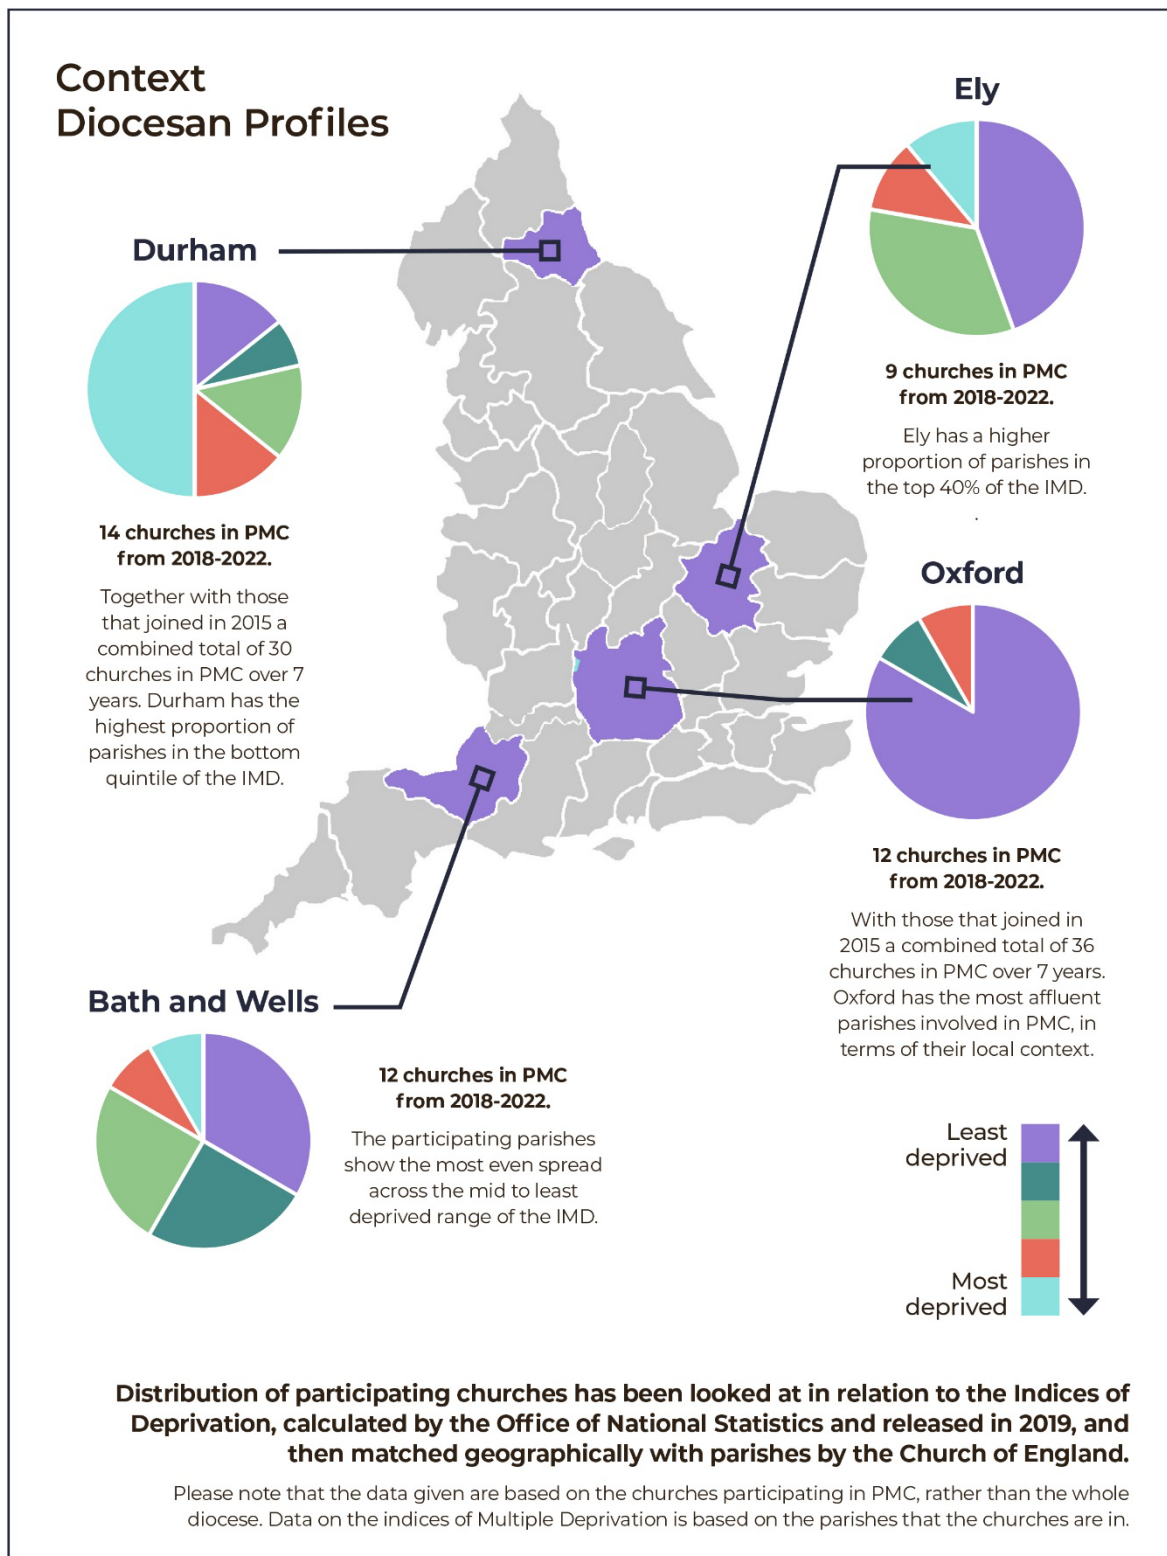 Context
Diocesan Profiles
Ely
9 churches in PMC
from 2018-2022.
Ely has a higher
proportion of parishes in
the top 40% of the IMD.
.
Durham
14 churches in PMC
from 2018-2022.
Together with those
that joined in 2015 a
combined total of 30
churches in PMC over 7
years. Durham has the
highest proportion of
parishes in the bottom
quintile of the IMD.
Oxford
12 churches in PMC
from 2018-2022.
With those that joined in
2015 a combined total of 36
churches in PMC over 7 years.
Oxford has the most affluent
parishes involved in PMC, in
terms of their local context.
Bath and Wells
12 churches in PMC
from 2018-2022.
The participating parishes
show the most even spread
across the mid to least
deprived range of the IMD.
Least
deprived
Most
deprived
Distribution of participating churches has been looked at in relation to the Indices of
Deprivation, calculated by the Office of National Statistics and released in 2019, and
then matched geographically with parishes by the Church of England.
Please note that the data given are based on the churches participating in PMC, rather than the whole
diocese. Data on the indices of Multiple Deprivation is based on the parishes that the churches are in.